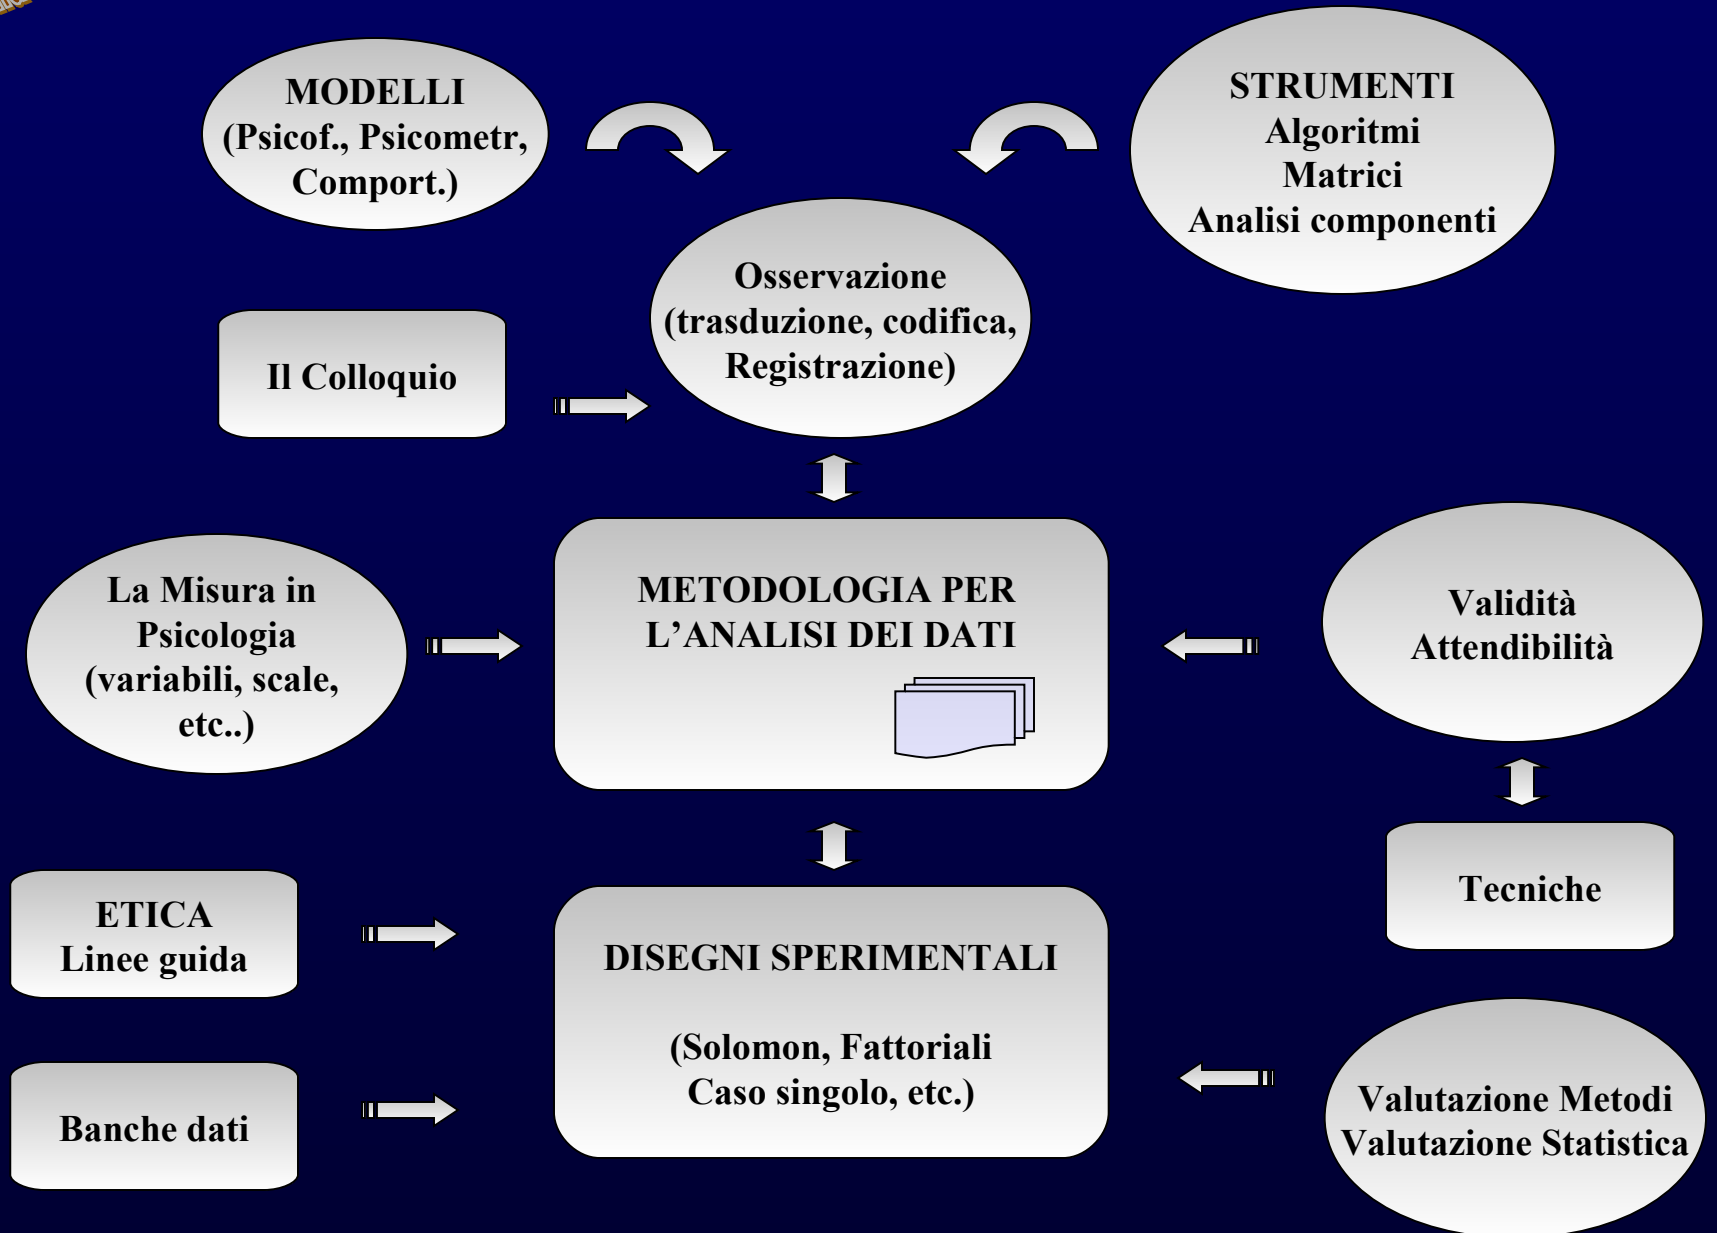 MODELLI
(Psicof., Psicometr,
Comport.)
STRUMENTI
Algoritmi
Matrici
Analisi componenti
Osservazione
(trasduzione, codifica,
Registrazione)
Il Colloquio
La Misura in
Psicologia
(variabili, scale,
etc..)
METODOLOGIA PER
L’ANALISI DEI DATI
Validità
Attendibilità
Tecniche
ETICA
Linee guida
DISEGNI SPERIMENTALI
(Solomon, Fattoriali
Caso singolo, etc.)
Banche dati
Valutazione Metodi
Valutazione Statistica